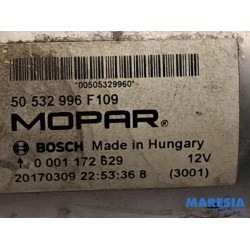 *00505329960*
50 532 996 F109
MOPAR®
BOSCH Made in Hungary
↑ 0 001 172 629 12V
20170309 22:53:36 8 (3001)
MARESIA